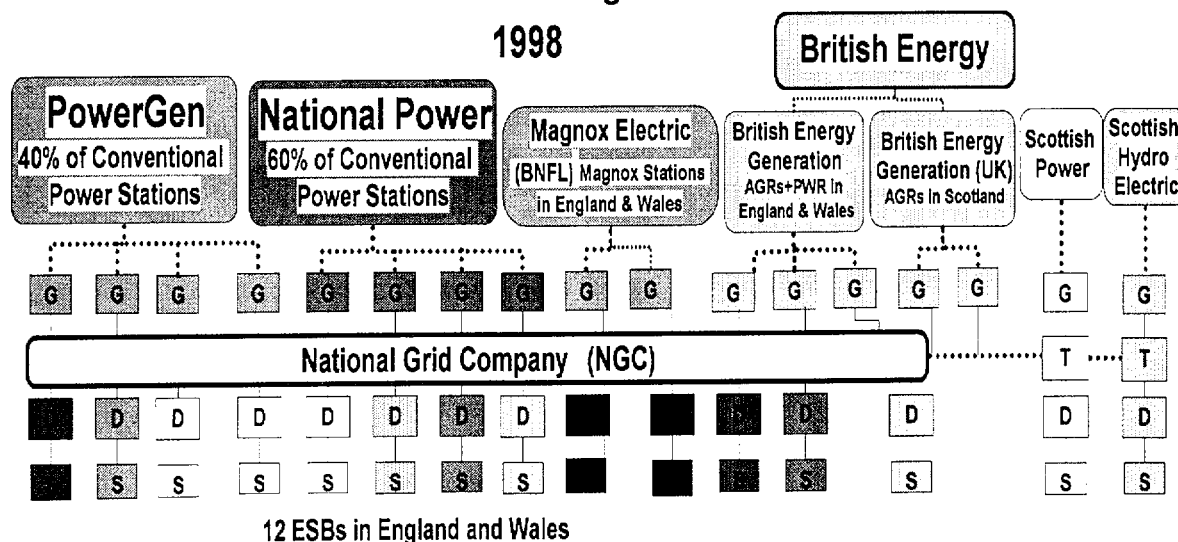 1998
British Energy
PowerGen
40% of Conventional
Power Stations
National Power
60% of Conventional
Power Stations
Magnox Electric
(BNFL) Magnox Stations
in England & Wales
British Energy
Generation
AGRs+PWR in
England & Wales
British Energy
Generation (UK)
AGRs in Scotland
Scottish
Power
Scottish
Hydro
Electric
G G G G G G G G G G G G G G G G G
National Grid Company (NGC)
T T
D D D D D D D D D D D
S S S S S S S S S S S
12 ESBs in England and Wales